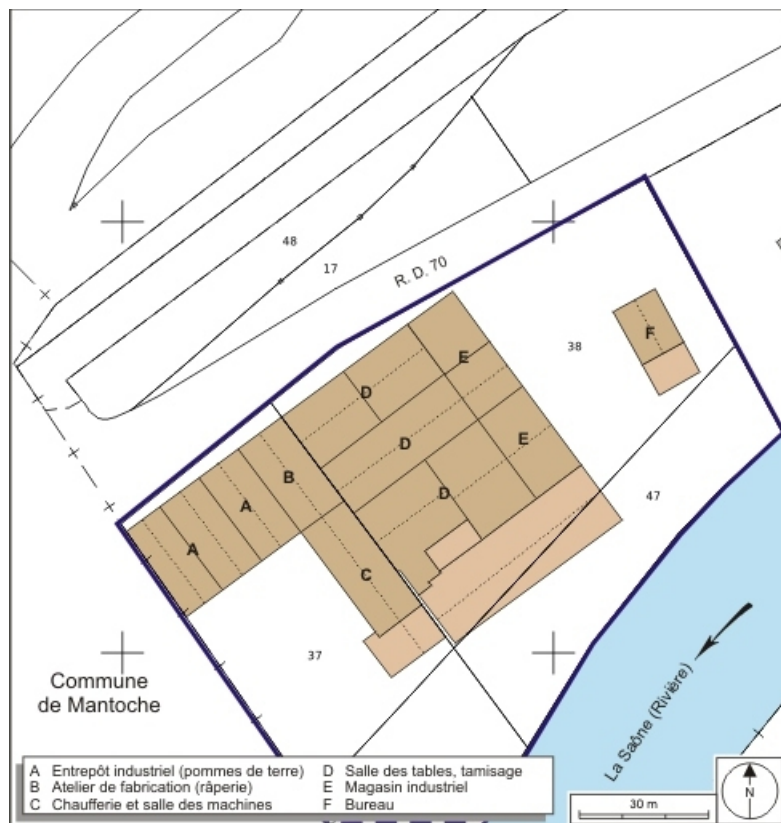 48
17
R. D. 70
38
F
E
D
E
D
B
D
A
A
C
47
37
Commune
de Mantoche
La Saône (Rivière)
A Entrepôt industriel (pommes de terre)
B Atelier de fabrication (râperie)
C Chaufferie et salle des machines
D Salle des tables, tamisage
E Magasin industriel
F Bureau
30 m
N